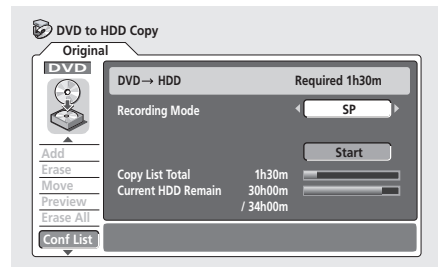 DVD to HDD Copy
Original
DVD
DVD→ HDD Required 1h30m
Recording Mode SP
Start
Add
Erase
Move
Preview
Erase All
Conf List
Copy List Total 1h30m
Current HDD Remain 30h00m
/ 34h00m